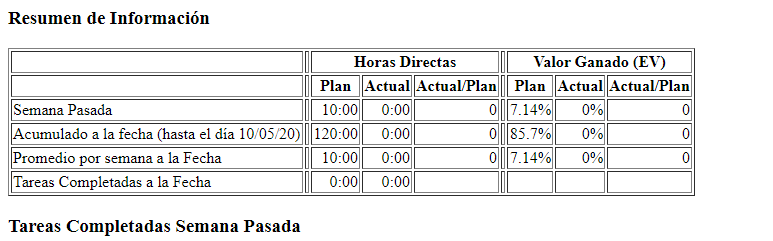 Resumen de Información
Horas Directas Valor Ganado (EV)
Plan Actual Actual/Plan Plan Actual Actual/Plan
Semana Pasada 10:00 0:00 0 7.14% 0% 0
Acumulado a la fecha (hasta el día 10/05/20) 120:00 0:00 0 85.7% 0% 0
Promedio por semana a la Fecha 10:00 0:00 0 7.14% 0% 0
Tareas Completadas a la Fecha 0:00 0:00
Tareas Completadas Semana Pasada